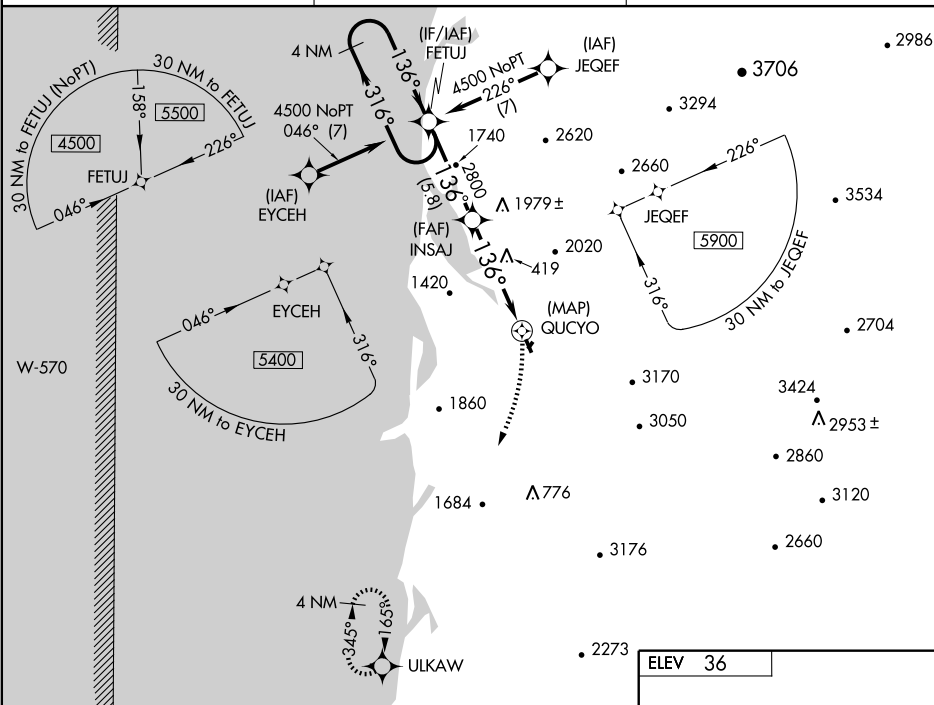 2986
(IF/IAF)
FETUJ
(IAF)
JEQEF
4 NM
136°
316°
4500 NoPT
226°
(7)
3706
3294
30 NM to FETUJ (NoPT)
30 NM to FETUJ
158°
5500
4500
226°
FETUJ
046°
4500 NoPT
046° (7)
(IAF)
EYCEH
1740
2620
2660
2800
136°
(5.8)
1979±
(FAF)
INSAJ
226°
JEQEF
5900
316°
30 NM to JEQEF
3534
2020
136°
419
1420
(MAP)
QUCYO
046°
EYCEH
316°
5400
30 NM to EYCEH
W-570
2704
3170
3424
1860
3050
2953±
2860
776
1684
3120
3176
2660
4 NM
345°
165°
ULKAW
2273
ELEV 36